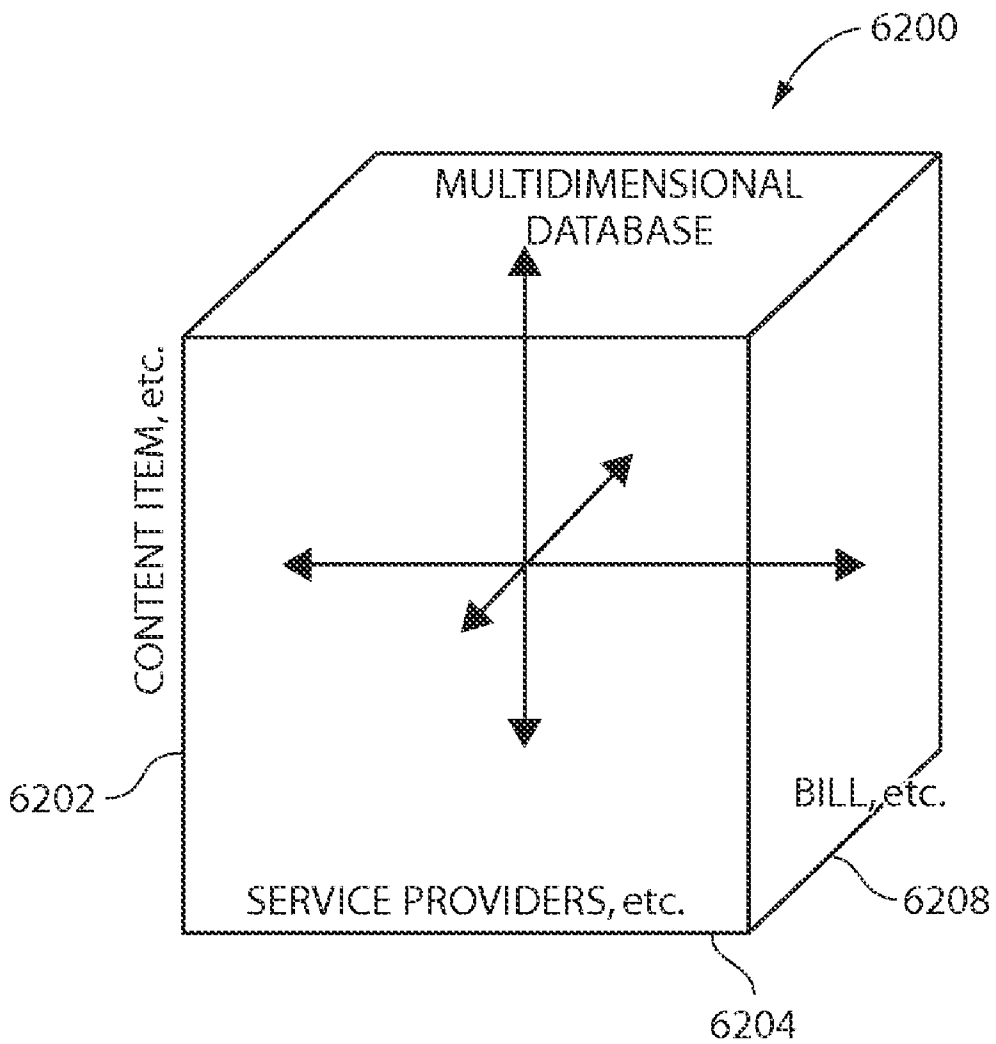 6200
MULTIDIMENSIONAL
DATABASE
CONTENT ITEM, etc.
6202
BILL, etc.
SERVICE PROVIDERS, etc.
6208
6204